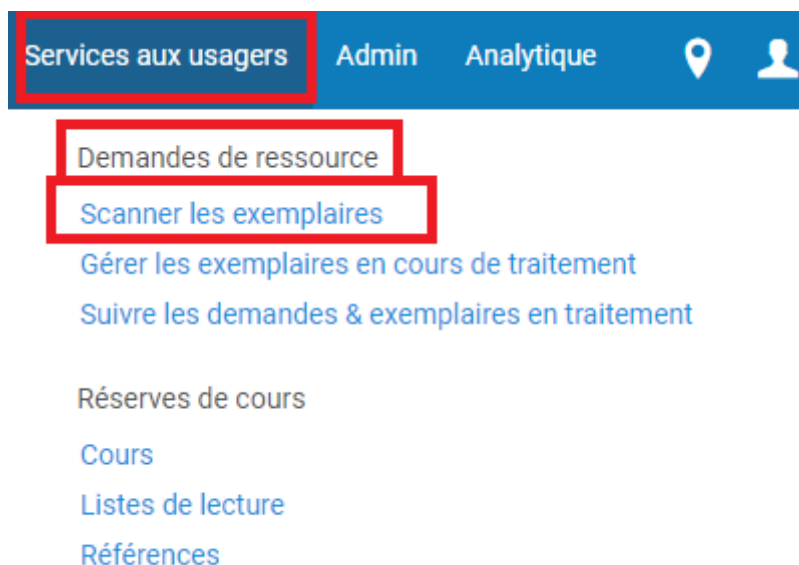 Services aux usagers Admin Analytique
Demandes de ressource
Scanner les exemplaires
Gérer les exemplaires en cours de traitement
Suivre les demandes & exemplaires en traitement
Réserves de cours
Cours
Listes de lecture
Références